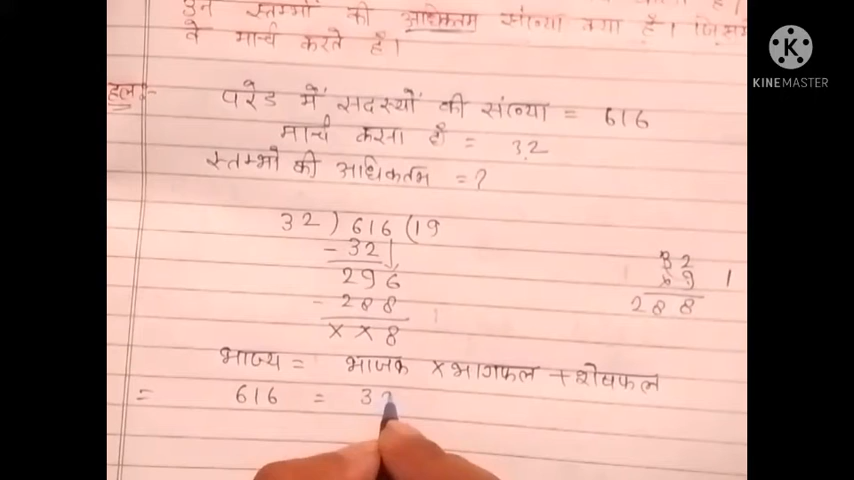 उन स्तम्भों की अधिकतम संख्या क्या है। जिसमें
वे मार्च करते है।
हल:- परेड में सदस्यों की संख्या = 616
मार्च करना है = 32
स्तम्भो की अधिकतम = ?
32 ) 616 ( 19
- 32
296
- 288
× × 8
32
× 9
288
1
भाज्य = भाजक × भागफल + शेषफल
= 616 = 32
K
KINEMASTER